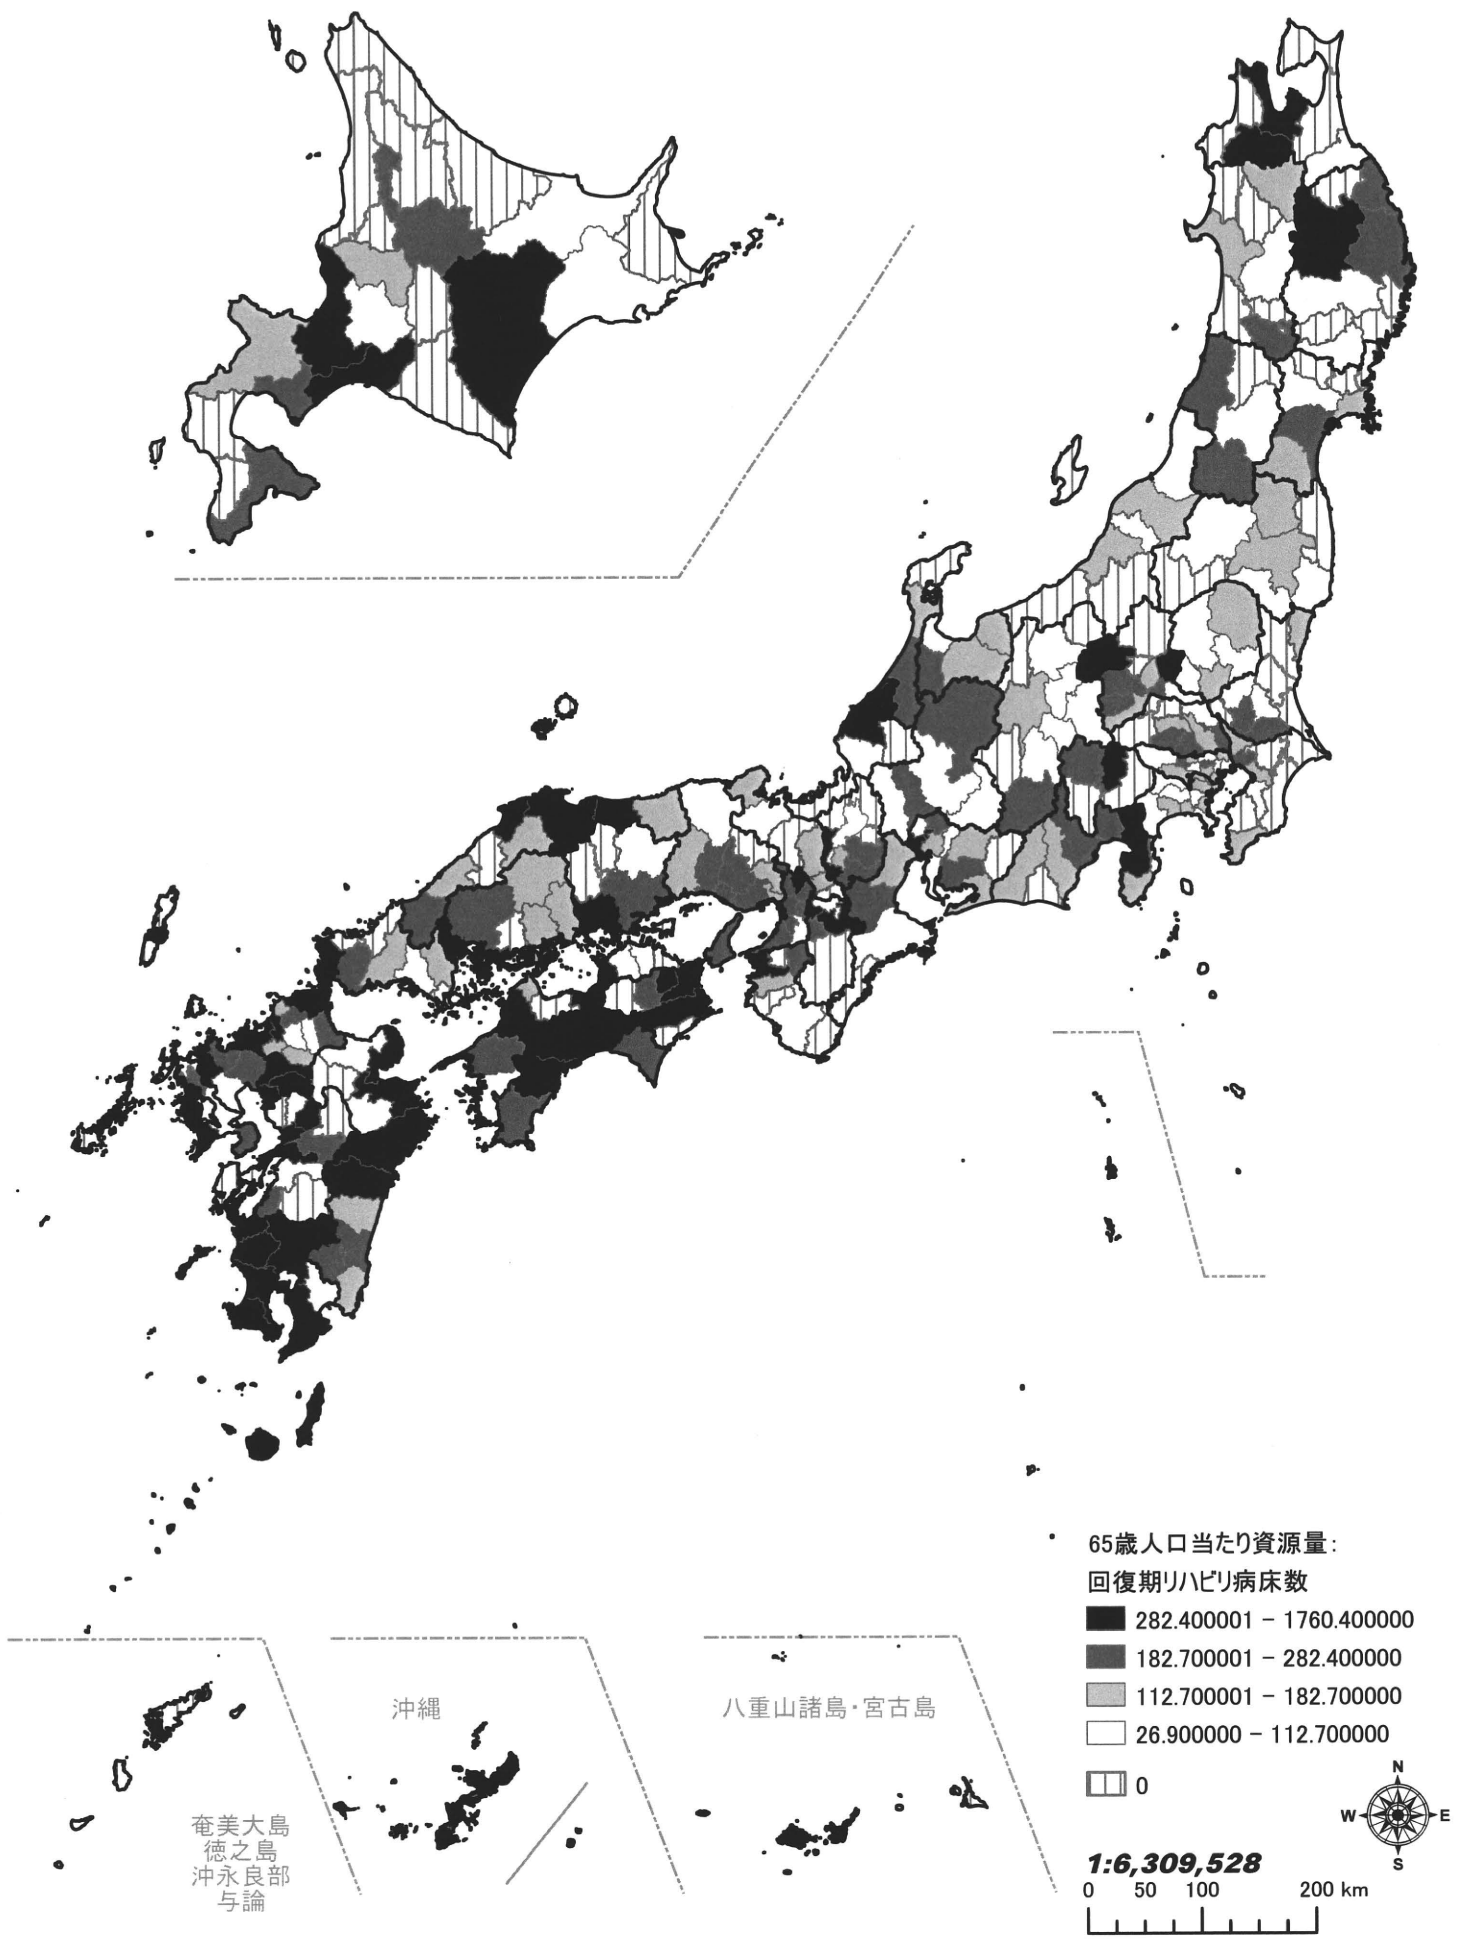 65歳人口当たり資源量:
回復期リハビリ病床数
282.400001 - 1760.400000
182.700001 - 282.400000
112.700001 - 182.700000
26.900000 - 112.700000
0
沖縄
八重山諸島・宮古島
奄美大島
徳之島
沖永良部
与論
N
W E
S
1:6,309,528
0 50 100 200 km